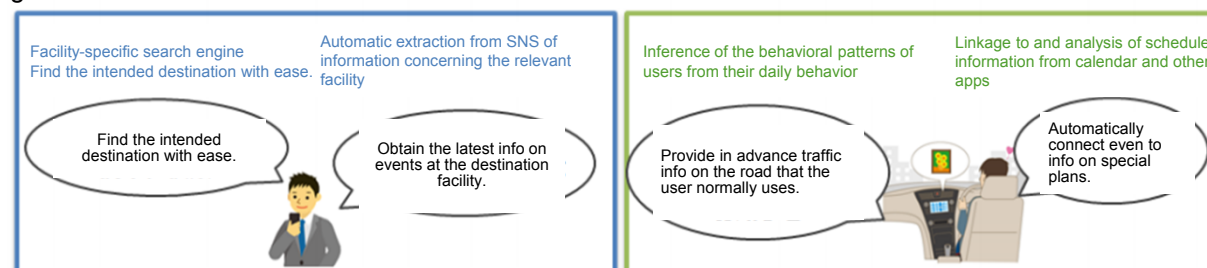 Facility-specific search engine
Find the intended destination with ease.
Automatic extraction from SNS of
information concerning the relevant
facility
Find the intended
destination with ease.
Obtain the latest info on
events at the destination
facility.
Inference of the behavioral patterns of
users from their daily behavior
Linkage to and analysis of schedule
information from calendar and other
apps
Provide in advance traffic
info on the road that the
user normally uses.
Automatically
connect even to
info on special
plans.